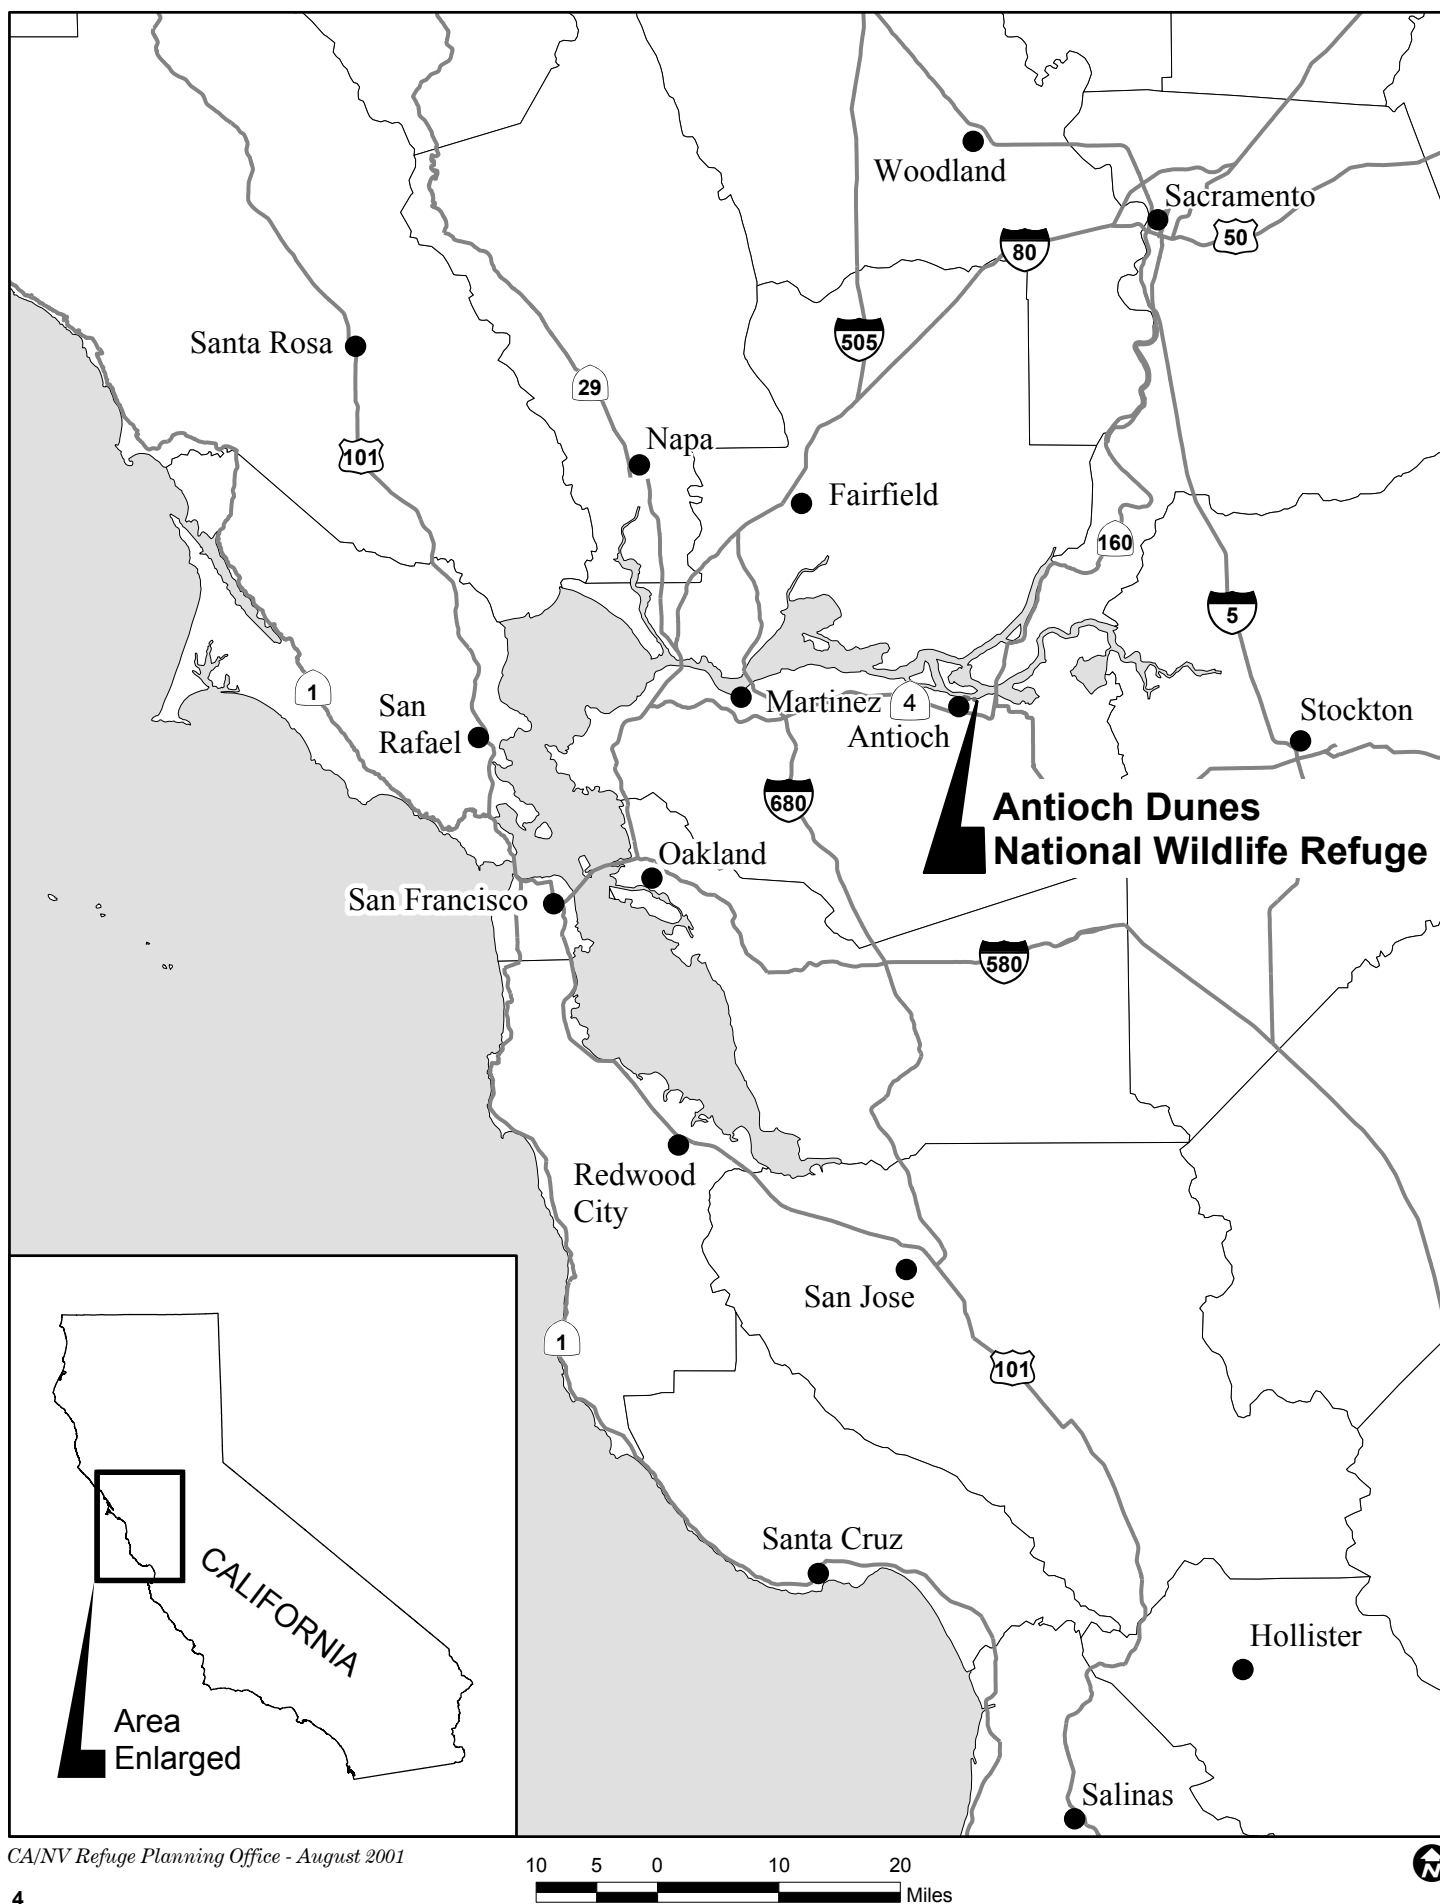 Woodland
Sacramento
50
80
505
Santa Rosa
29
Napa
101
Fairfield
160
5
1
San
Rafael
Martinez
4
Antioch
Stockton
680
Antioch Dunes
National Wildlife Refuge
Oakland
San Francisco
580
Redwood
City
San Jose
1
101
Santa Cruz
Hollister
Salinas
CALIFORNIA
Area
Enlarged
CA/NV Refuge Planning Office - August 2001
10 5 0 10 20
Miles
N
4